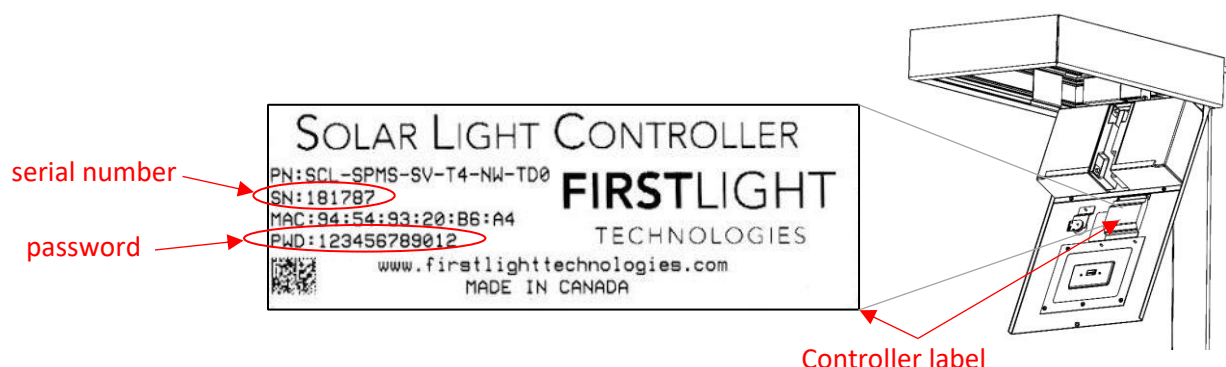 SOLAR LIGHT CONTROLLER
serial number
PN:SCL-SPMS-SV-T4-NW-TD0
SN:181787
FIRSTLIGHT
MAC:94:54:93:20:B6:A4
password
PWD:123456789012
TECHNOLOGIES
www.firstlighttechnologies.com
MADE IN CANADA
Controller label